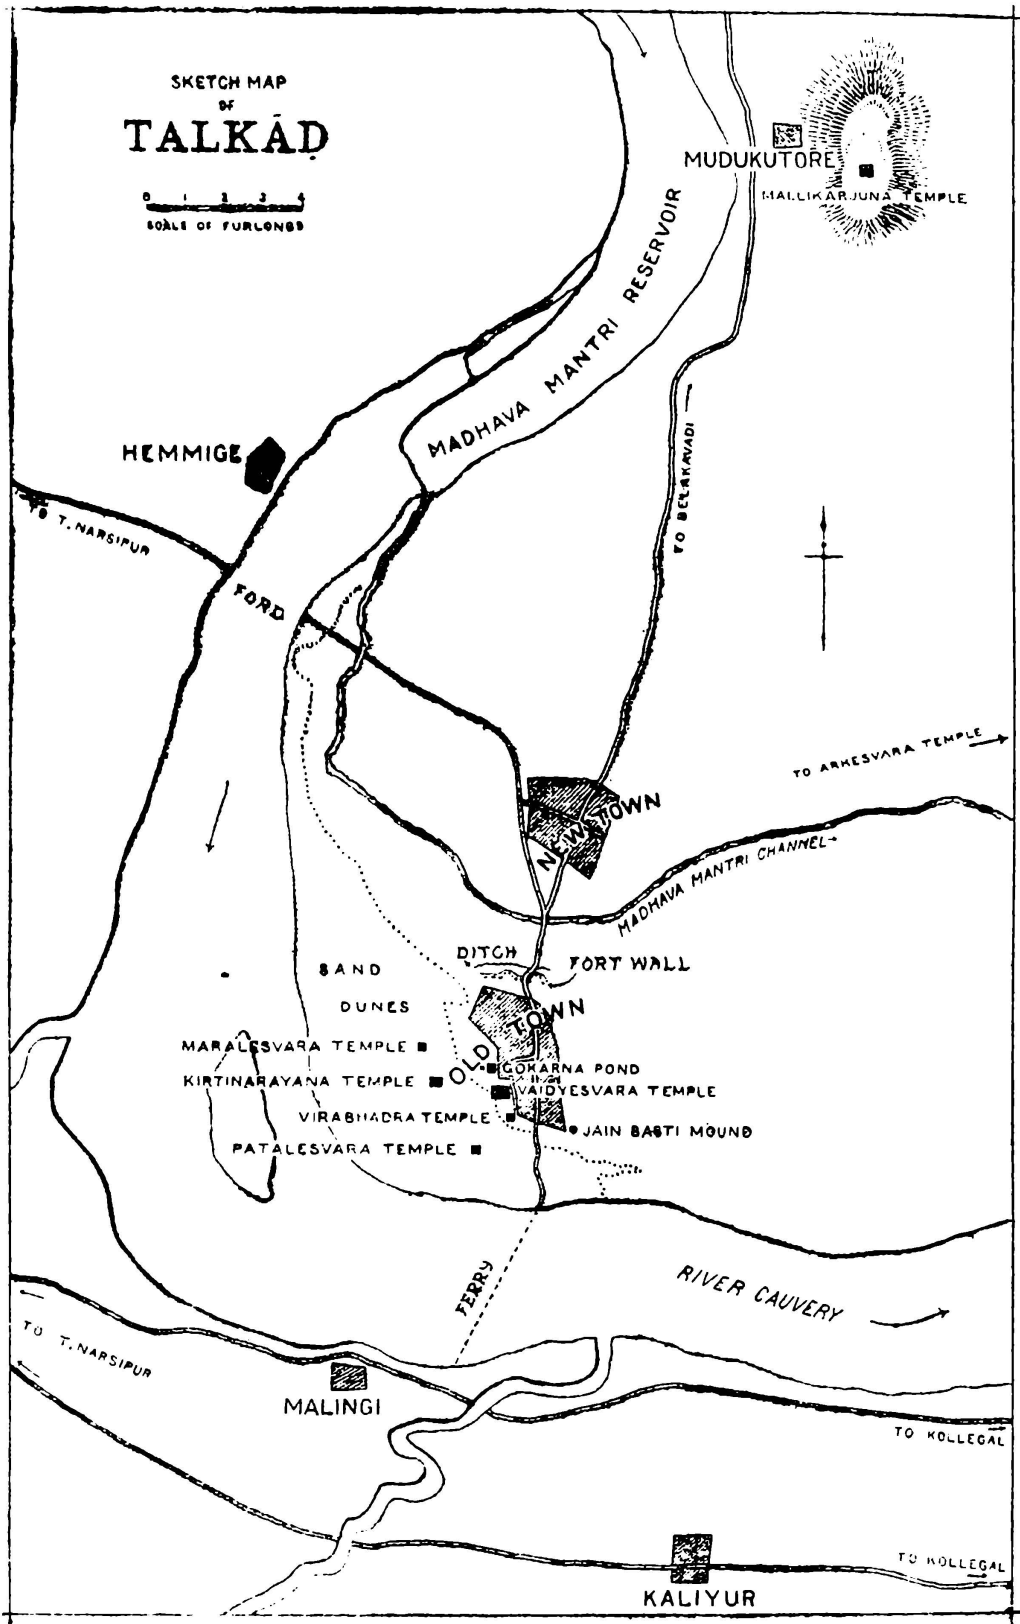 SKETCH MAP
OF
TALKĀḌ
0 1 2 3 4
SCALE OF FURLONGS
MUDUKUTORE
MALLIKARJUNA TEMPLE
MADHAVA MANTRI RESERVOIR
HEMMIGE
TO T. NARSIPUR
FORD
TO BELAKAVADI
TO ARKESVARA TEMPLE
NEW TOWN
MADHAVA MANTRI CHANNEL
DITCH
FORT WALL
SAND
DUNES
OLD TOWN
MARALESVARA TEMPLE
GOKARNA POND
KIRTINARAYANA TEMPLE
VAIDYESVARA TEMPLE
VIRABHADRA TEMPLE
JAIN BASTI MOUND
PATALESVARA TEMPLE
FERRY
RIVER CAUVERY
TO T. NARSIPUR
MALINGI
TO KOLLEGAL
TO KOLLEGAL
KALIYUR